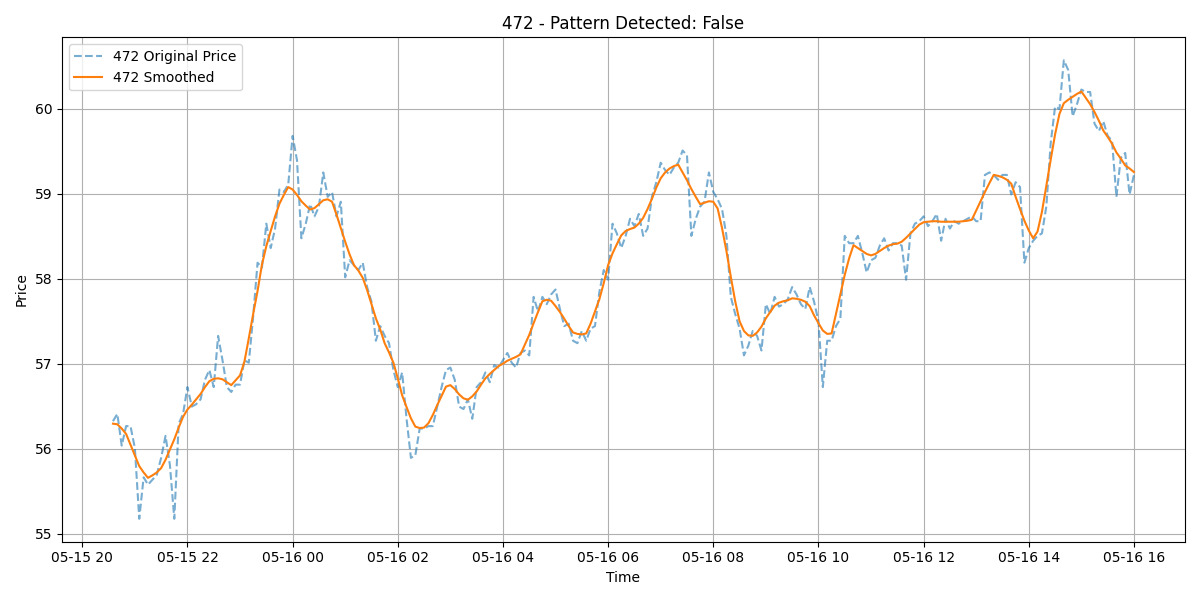 472 - Pattern Detected: False
472 Original Price
472 Smoothed
60
59
58
57
56
55
Price
05-15 20 05-15 22 05-16 00 05-16 02 05-16 04 05-16 06 05-16 08 05-16 10 05-16 12 05-16 14 05-16 16
Time